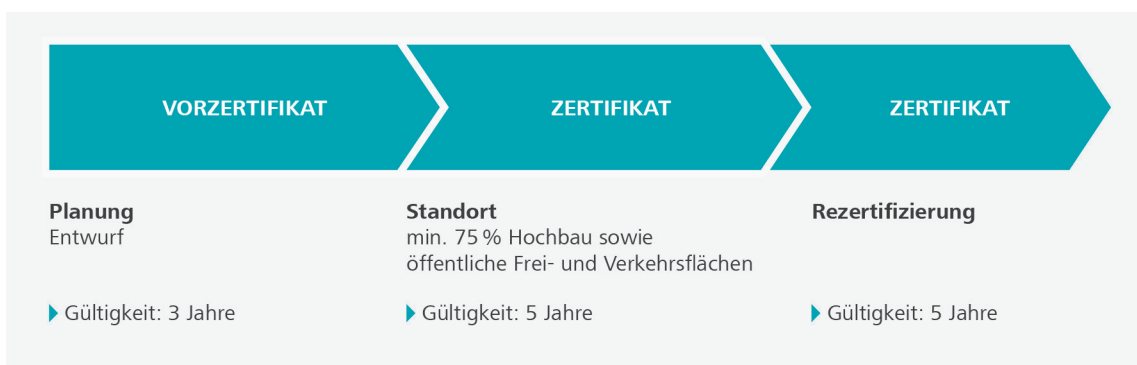 VORZERTIFIKAT
ZERTIFIKAT
ZERTIFIKAT
Planung
Entwurf
Gültigkeit: 3 Jahre
Standort
min. 75 % Hochbau sowie
öffentliche Frei- und Verkehrsflächen
Gültigkeit: 5 Jahre
Rezertifizierung
Gültigkeit: 5 Jahre